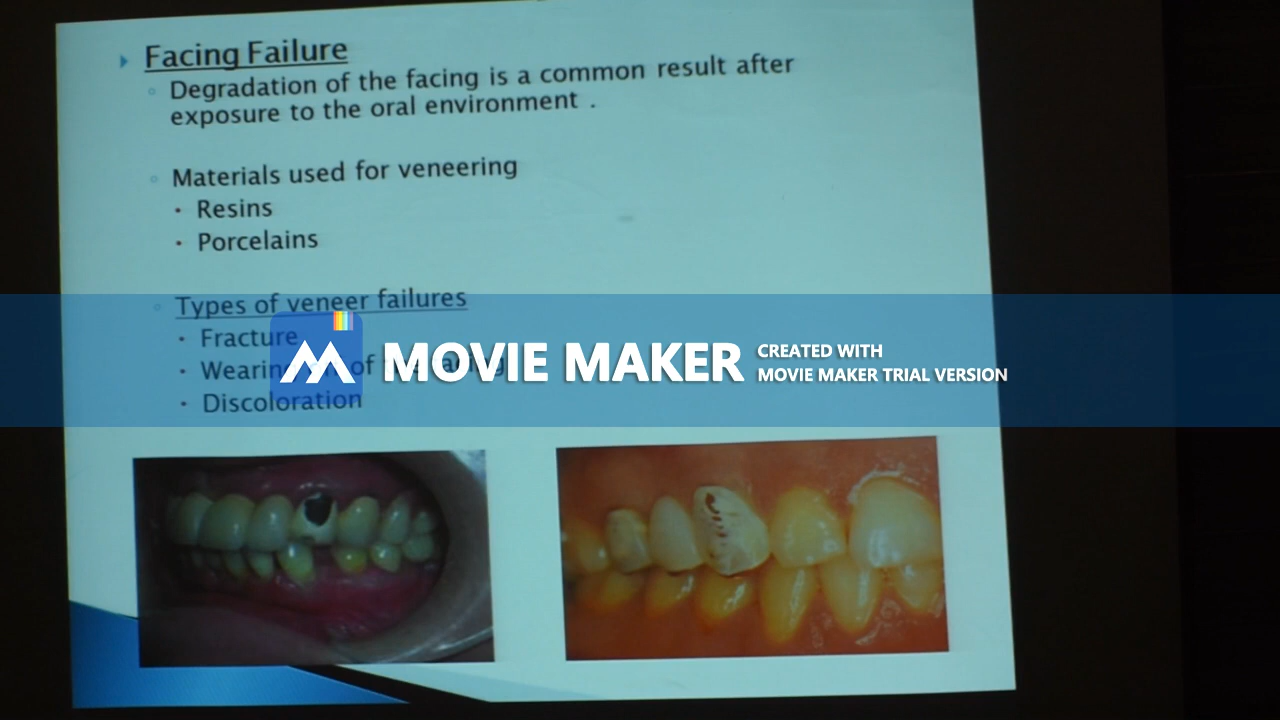 Facing Failure
Degradation of the facing is a common result after
exposure to the oral environment .
Materials used for veneering
• Resins
• Porcelains
Types of veneer failures
• Fracture
MOVIE MAKER
CREATED WITH
MOVIE MAKER TRIAL VERSION
• of
• Discoloration